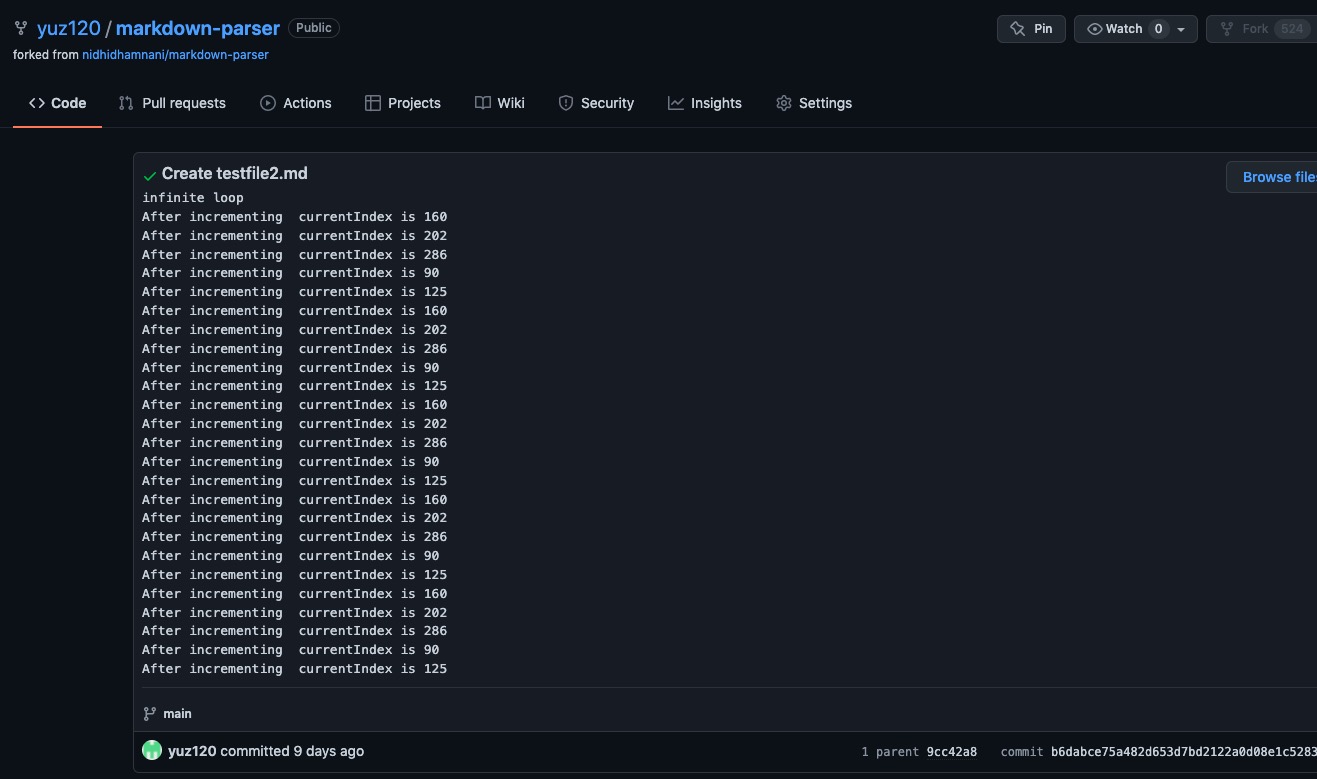 yuz120 / markdown-parser Public
Pin
Watch 0
Fork 524
forked from nidhidhamnani/markdown-parser
Code
Pull requests
Actions
Projects
Wiki
Security
Insights
Settings
Create testfile2.md
Browse files
infinite loop
After incrementing  currentIndex is 160
After incrementing  currentIndex is 202
After incrementing  currentIndex is 286
After incrementing  currentIndex is 90
After incrementing  currentIndex is 125
After incrementing  currentIndex is 160
After incrementing  currentIndex is 202
After incrementing  currentIndex is 286
After incrementing  currentIndex is 90
After incrementing  currentIndex is 125
After incrementing  currentIndex is 160
After incrementing  currentIndex is 202
After incrementing  currentIndex is 286
After incrementing  currentIndex is 90
After incrementing  currentIndex is 125
After incrementing  currentIndex is 160
After incrementing  currentIndex is 202
After incrementing  currentIndex is 286
After incrementing  currentIndex is 90
After incrementing  currentIndex is 125
After incrementing  currentIndex is 160
After incrementing  currentIndex is 202
After incrementing  currentIndex is 286
After incrementing  currentIndex is 90
After incrementing  currentIndex is 125
main
yuz120 committed 9 days ago
1 parent 9cc42a8 commit b6dabce75a482d653d7bd2122a0d08e1c5283